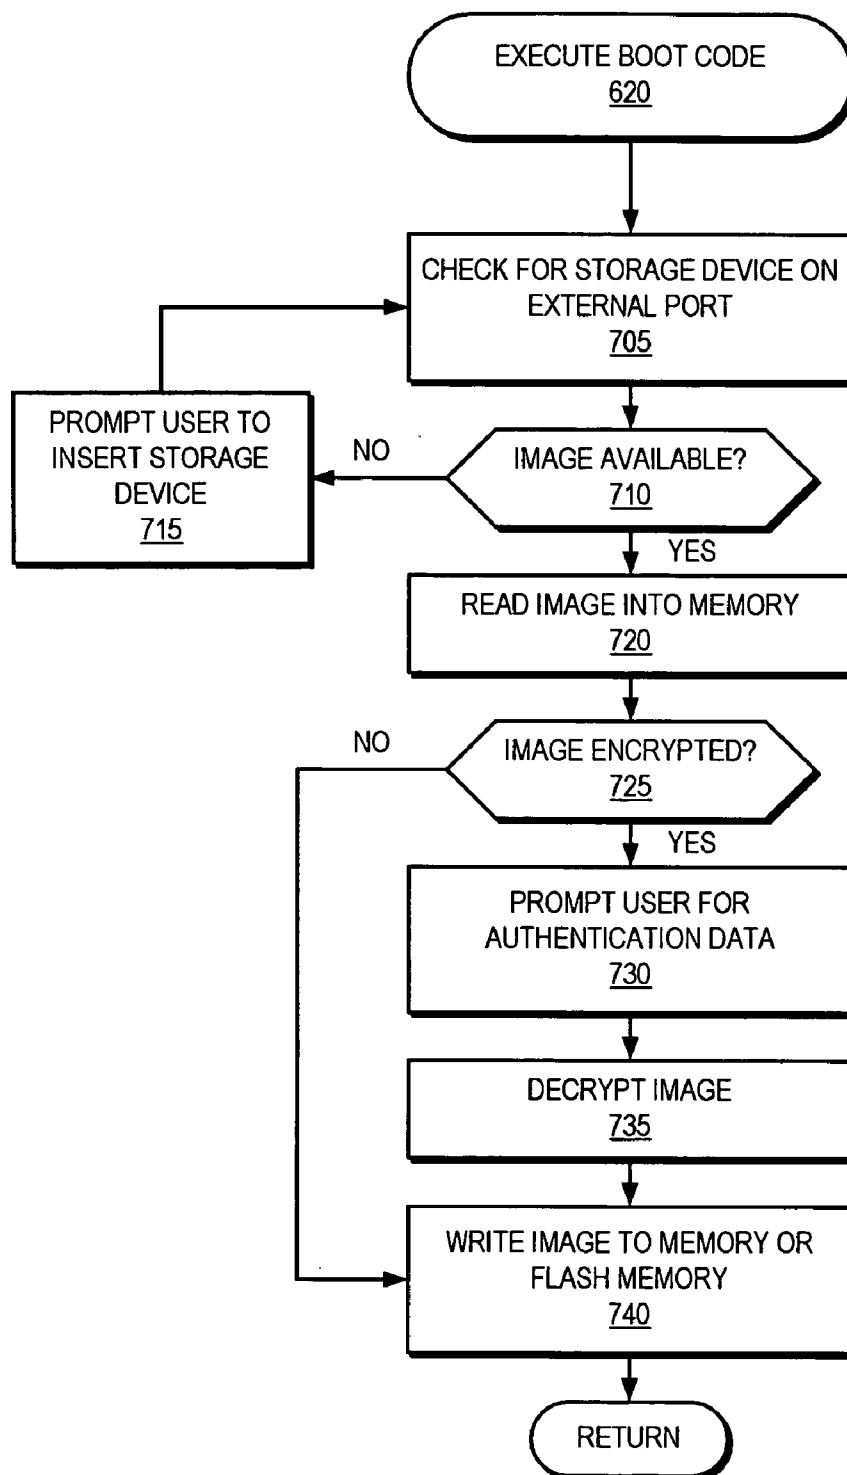 EXECUTE BOOT CODE
620
CHECK FOR STORAGE DEVICE ON
EXTERNAL PORT
705
PROMPT USER TO
INSERT STORAGE
DEVICE
715
NO
IMAGE AVAILABLE?
710
YES
READ IMAGE INTO MEMORY
720
NO
IMAGE ENCRYPTED?
725
YES
PROMPT USER FOR
AUTHENTICATION DATA
730
DECRYPT IMAGE
735
WRITE IMAGE TO MEMORY OR
FLASH MEMORY
740
RETURN